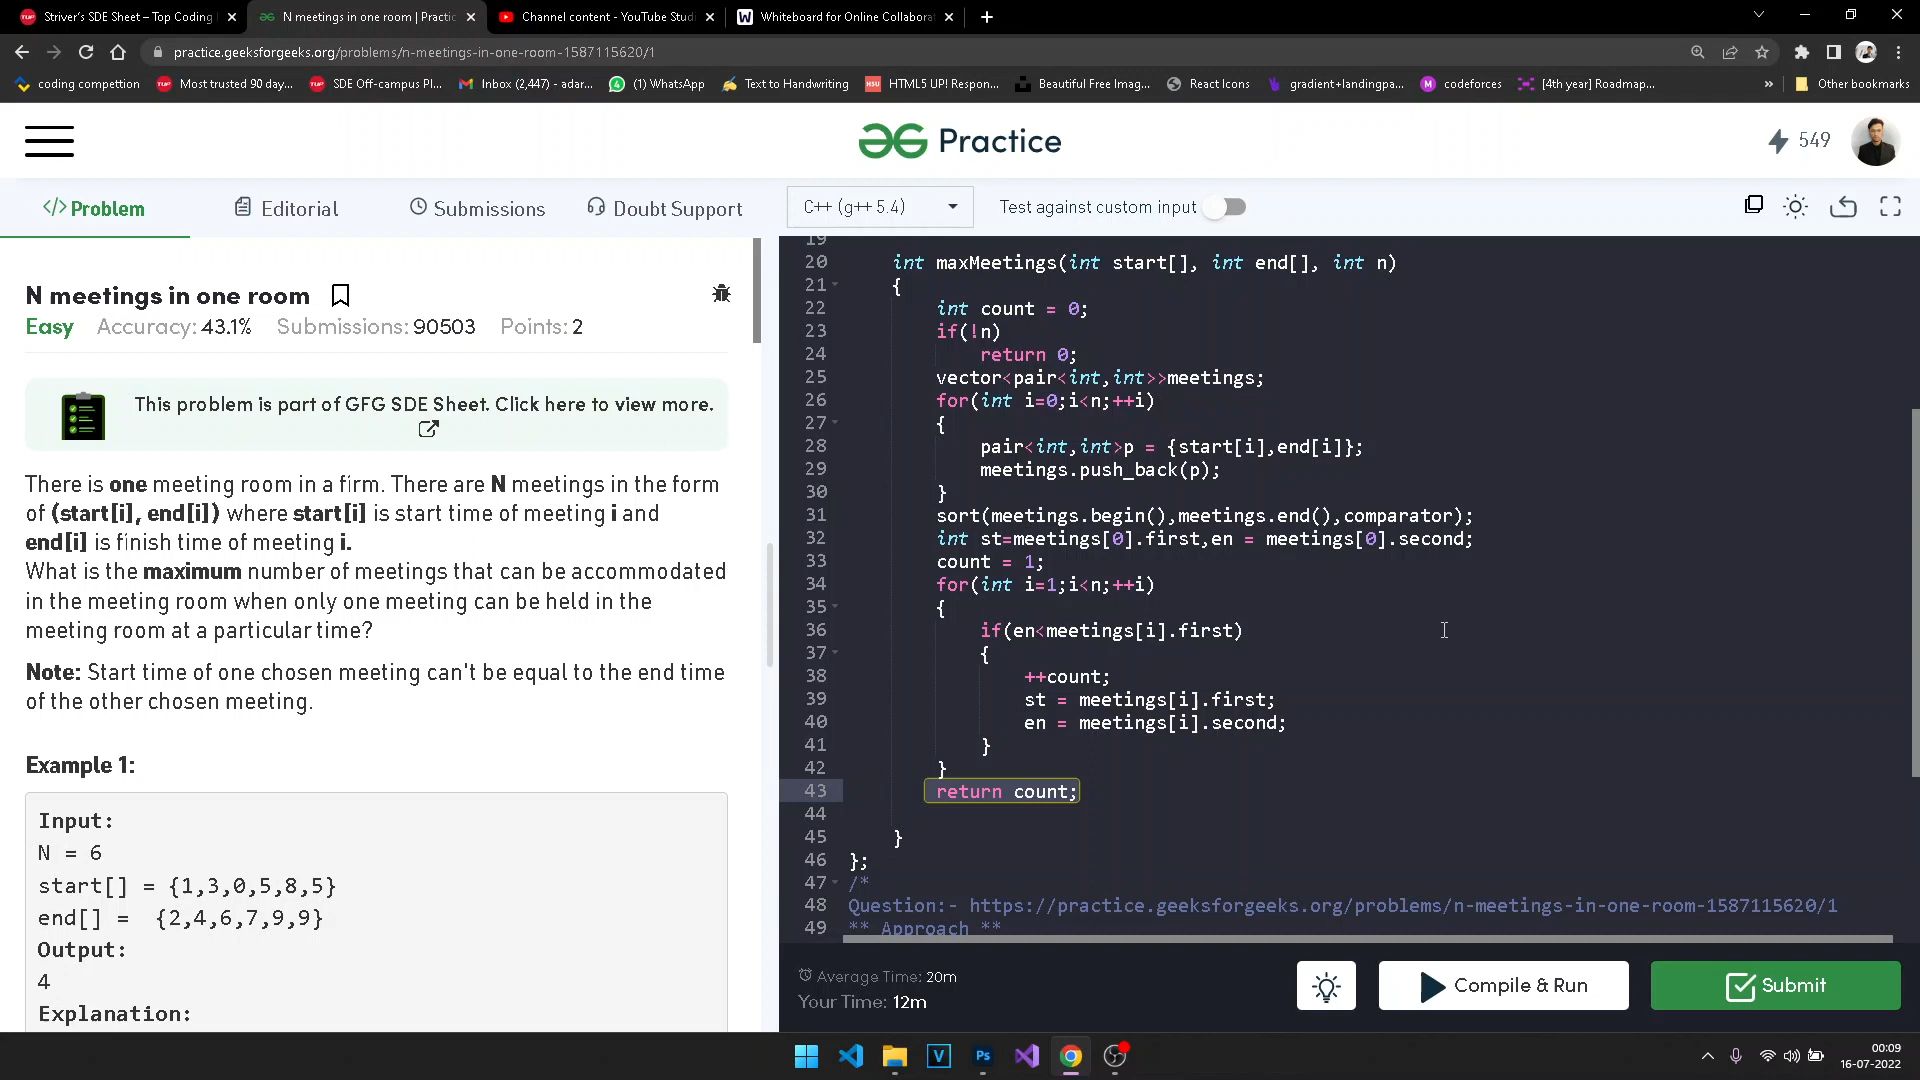 Striver's SDE Sheet – Top Coding
N meetings in one room | Practic
Channel content - YouTube Studi
Whiteboard for Online Collaborat
practice.geeksforgeeks.org/problems/n-meetings-in-one-room-1587115620/1
coding compettion
Most trusted 90 day...
SDE Off-campus Pl...
Inbox (2,447) - adar...
(1) WhatsApp
Text to Handwriting
HTML5 UP! Respon...
Beautiful Free Imag...
React Icons
gradient+landingpa...
codeforces
[4th year] Roadmap...
»
Other bookmarks
Practice
549
</> Problem
Editorial
Submissions
Doubt Support
C++ (g++ 5.4)
Test against custom input
N meetings in one room
Easy Accuracy: 43.1% Submissions: 90503 Points: 2
This problem is part of GFG SDE Sheet. Click here to view more.
There is one meeting room in a firm. There are N meetings in the form
of (start[i], end[i]) where start[i] is start time of meeting i and
end[i] is finish time of meeting i.
What is the maximum number of meetings that can be accommodated
in the meeting room when only one meeting can be held in the
meeting room at a particular time?
Note: Start time of one chosen meeting can't be equal to the end time
of the other chosen meeting.
Example 1:
Input:
N = 6
start[] = {1,3,0,5,8,5}
end[] =  {2,4,6,7,9,9}
Output:
4
Explanation:
19
20 int maxMeetings(int start[], int end[], int n)
21 {
22 int count = 0;
23 if(!n)
24 return 0;
25 vector<pair<int,int>>meetings;
26 for(int i=0;i<n;++i)
27 {
28 pair<int,int>p = {start[i],end[i]};
29 meetings.push_back(p);
30 }
31 sort(meetings.begin(),meetings.end(),comparator);
32 int st=meetings[0].first,en = meetings[0].second;
33 count = 1;
34 for(int i=1;i<n;++i)
35 {
36 if(en<meetings[i].first)
37 {
38 ++count;
39 st = meetings[i].first;
40 en = meetings[i].second;
41 }
42 }
43 return count;
44
45 }
46 };
47 /*
48 Question:- https://practice.geeksforgeeks.org/problems/n-meetings-in-one-room-1587115620/1
49 ** Approach **
Average Time: 20m
Your Time: 12m
Compile & Run
Submit
00:09
16-07-2022